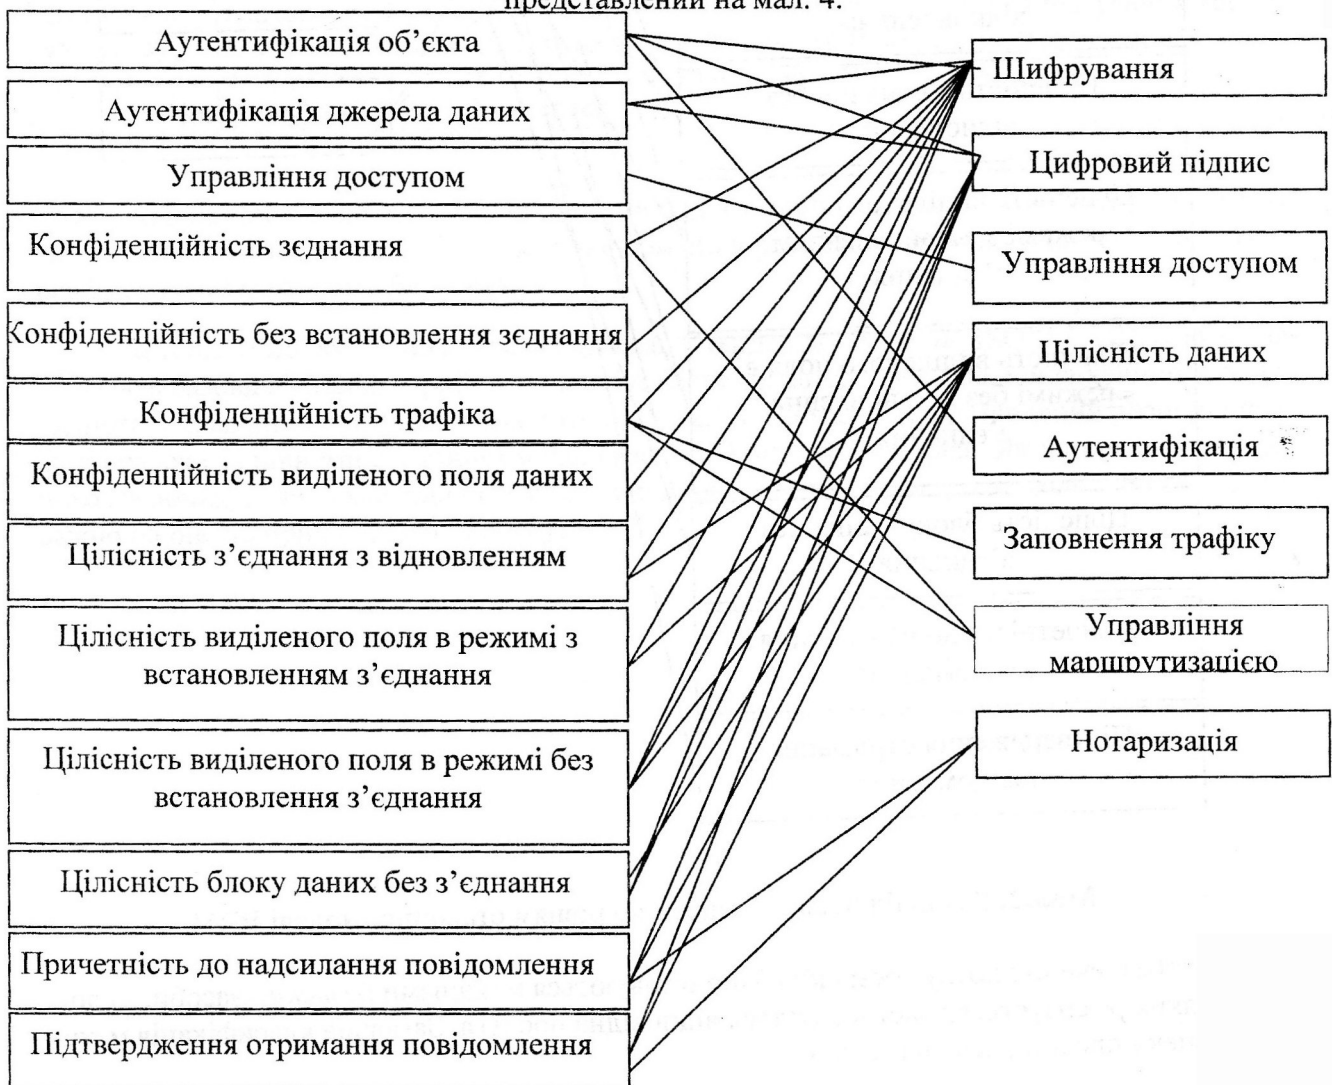 представлений на мал. 4.
Аутентифікація об’єкта
Аутентифікація джерела даних
Управління доступом
Конфіденційність зєднання
Конфіденційність без встановлення зєднання
Конфіденційність трафіка
Конфіденційність виділеного поля даних
Цілісність з’єднання з відновленням
Цілісність виділеного поля в режимі з
встановленням з’єднання
Цілісність виділеного поля в режимі без
встановлення з’єднання
Цілісність блоку даних без з’єднання
Причетність до надсилання повідомлення
Підтвердження отримання повідомлення
Шифрування
Цифровий підпис
Управління доступом
Цілісність даних
Аутентифікація
Заповнення трафіку
Управління
маршрутизацією
Нотаризація